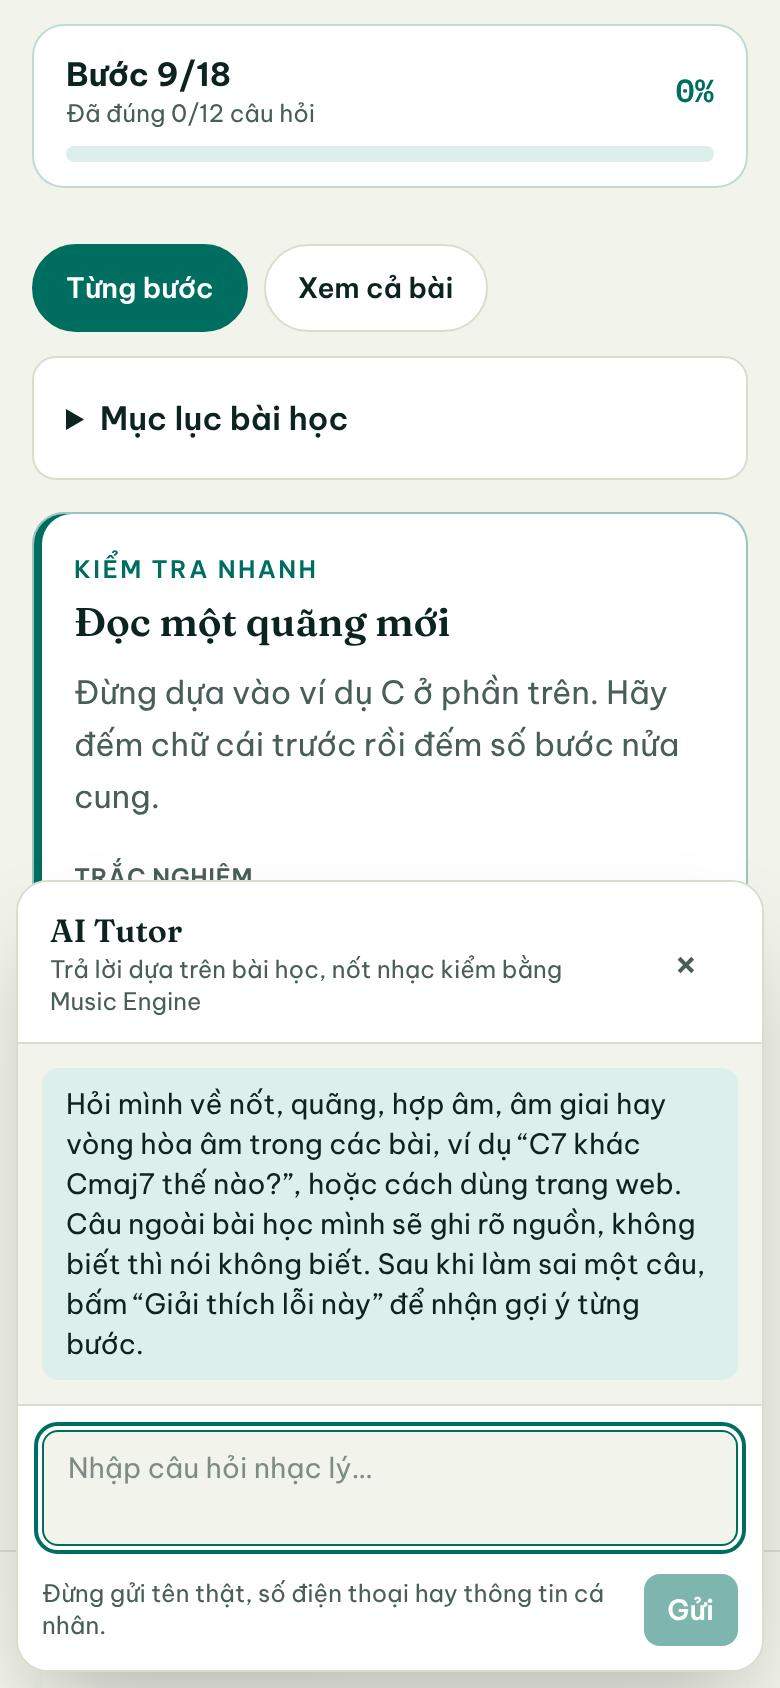 Bước 9/18
Đã đúng 0/12 câu hỏi
0%
Từng bước
Xem cả bài
Mục lục bài học
KIỂM TRA NHANH
Đọc một quãng mới
Đừng dựa vào ví dụ C ở phần trên. Hãy
đếm chữ cái trước rồi đếm số bước nửa
cung.
TRẮC NGHIỆM
AI Tutor
Trả lời dựa trên bài học, nốt nhạc kiểm bằng
Music Engine
×
Hỏi mình về nốt, quãng, hợp âm, âm giai hay
vòng hòa âm trong các bài, ví dụ “C7 khác
Cmaj7 thế nào?”, hoặc cách dùng trang web.
Câu ngoài bài học mình sẽ ghi rõ nguồn, không
biết thì nói không biết. Sau khi làm sai một câu,
bấm “Giải thích lỗi này” để nhận gợi ý từng
bước.
Nhập câu hỏi nhạc lý...
Đừng gửi tên thật, số điện thoại hay thông tin cá
nhân.
Gửi